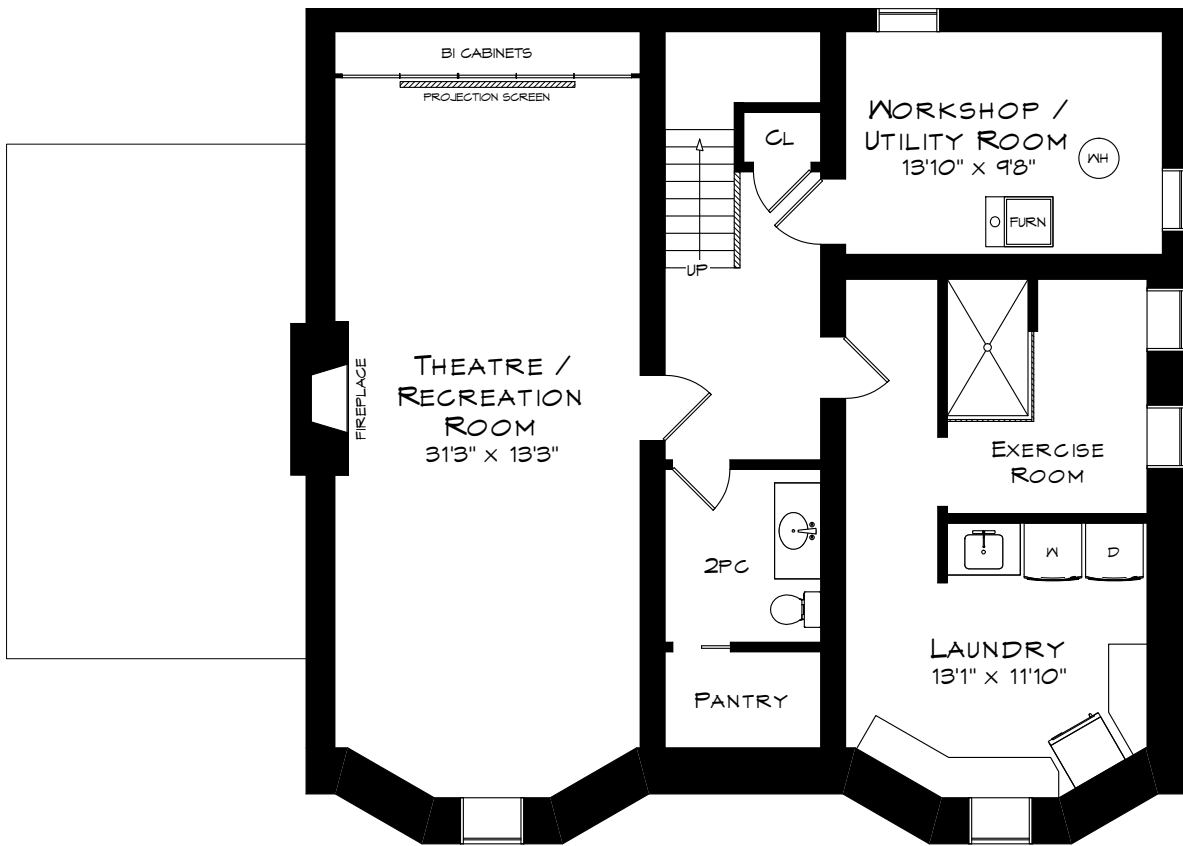 BI CABINETS
PROJECTION SCREEN
WORKSHOP /
UTILITY ROOM
13'10" x 9'8"
WH
FURN
CL
UP
THEATRE /
RECREATION
ROOM
31'3" x 13'3"
FIREPLACE
EXERCISE
ROOM
2PC
W
D
LAUNDRY
13'1" x 11'10"
PANTRY